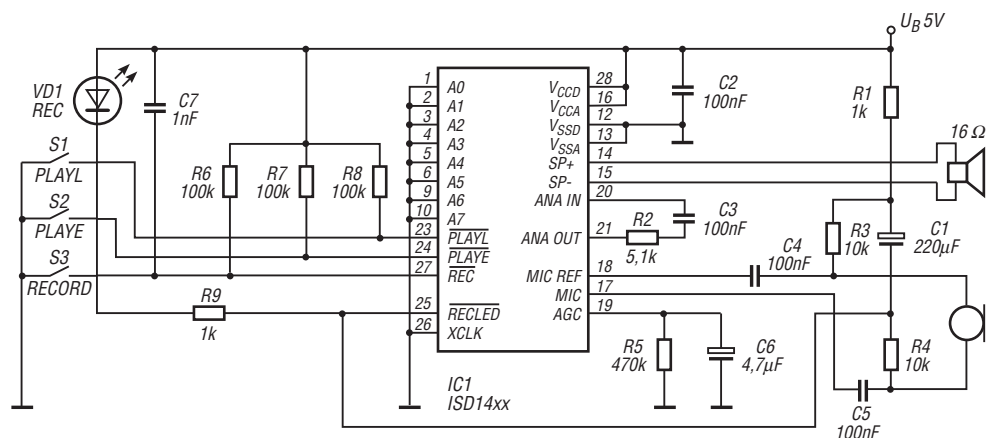 U_B 5V
VD1
REC
C7
1nF
S1
PLAYL
S2
PLAYE
S3
RECORD
R6
100k
R7
100k
R8
100k
R9
1k
1 A0
2 A1
3 A2
4 A3
5 A4
6 A5
9 A6
10 A7
23 PLAYL
24 PLAYE
27 REC
25 RECLED
26 XCLK
V_CCD 28
V_CCA 16
V_SSD 12
V_SSA 13
SP+ 14
SP- 15
ANA IN 20
ANA OUT 21
MIC REF 18
MIC 17
AGC 19
IC1
ISD14xx
C2
100nF
R1
1k
16 Ω
R2
5,1k
C3
100nF
C4
100nF
R3
10k
C1
220µF
R5
470k
C6
4,7µF
R4
10k
C5
100nF